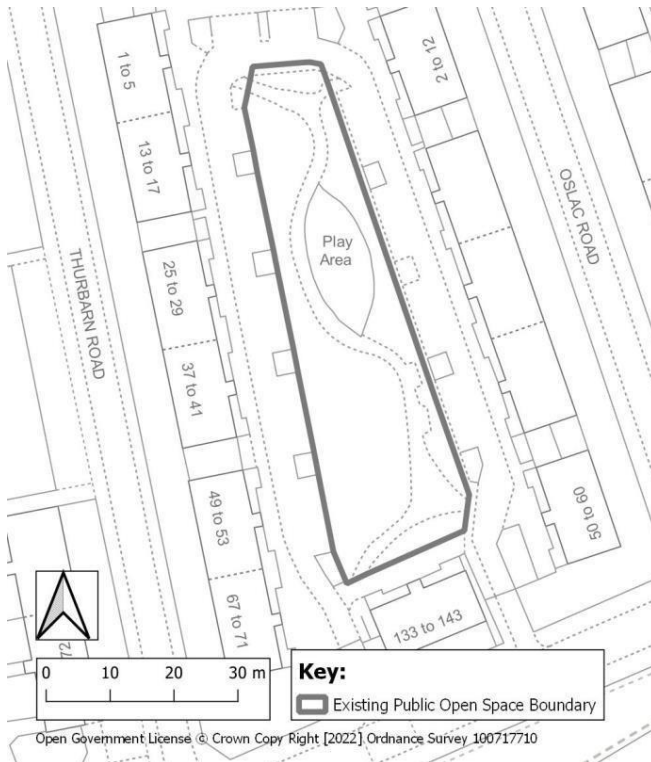 1 to 5
13 to 17
25 to 29
37 to 41
49 to 53
67 to 71
72
THURBARN ROAD
Play
Area
2 to 12
OSLAC ROAD
50 to 60
133 to 143
0 10 20 30 m
Key:
Existing Public Open Space Boundary
Open Government License © Crown Copy Right [2022].Ordnance Survey 100717710